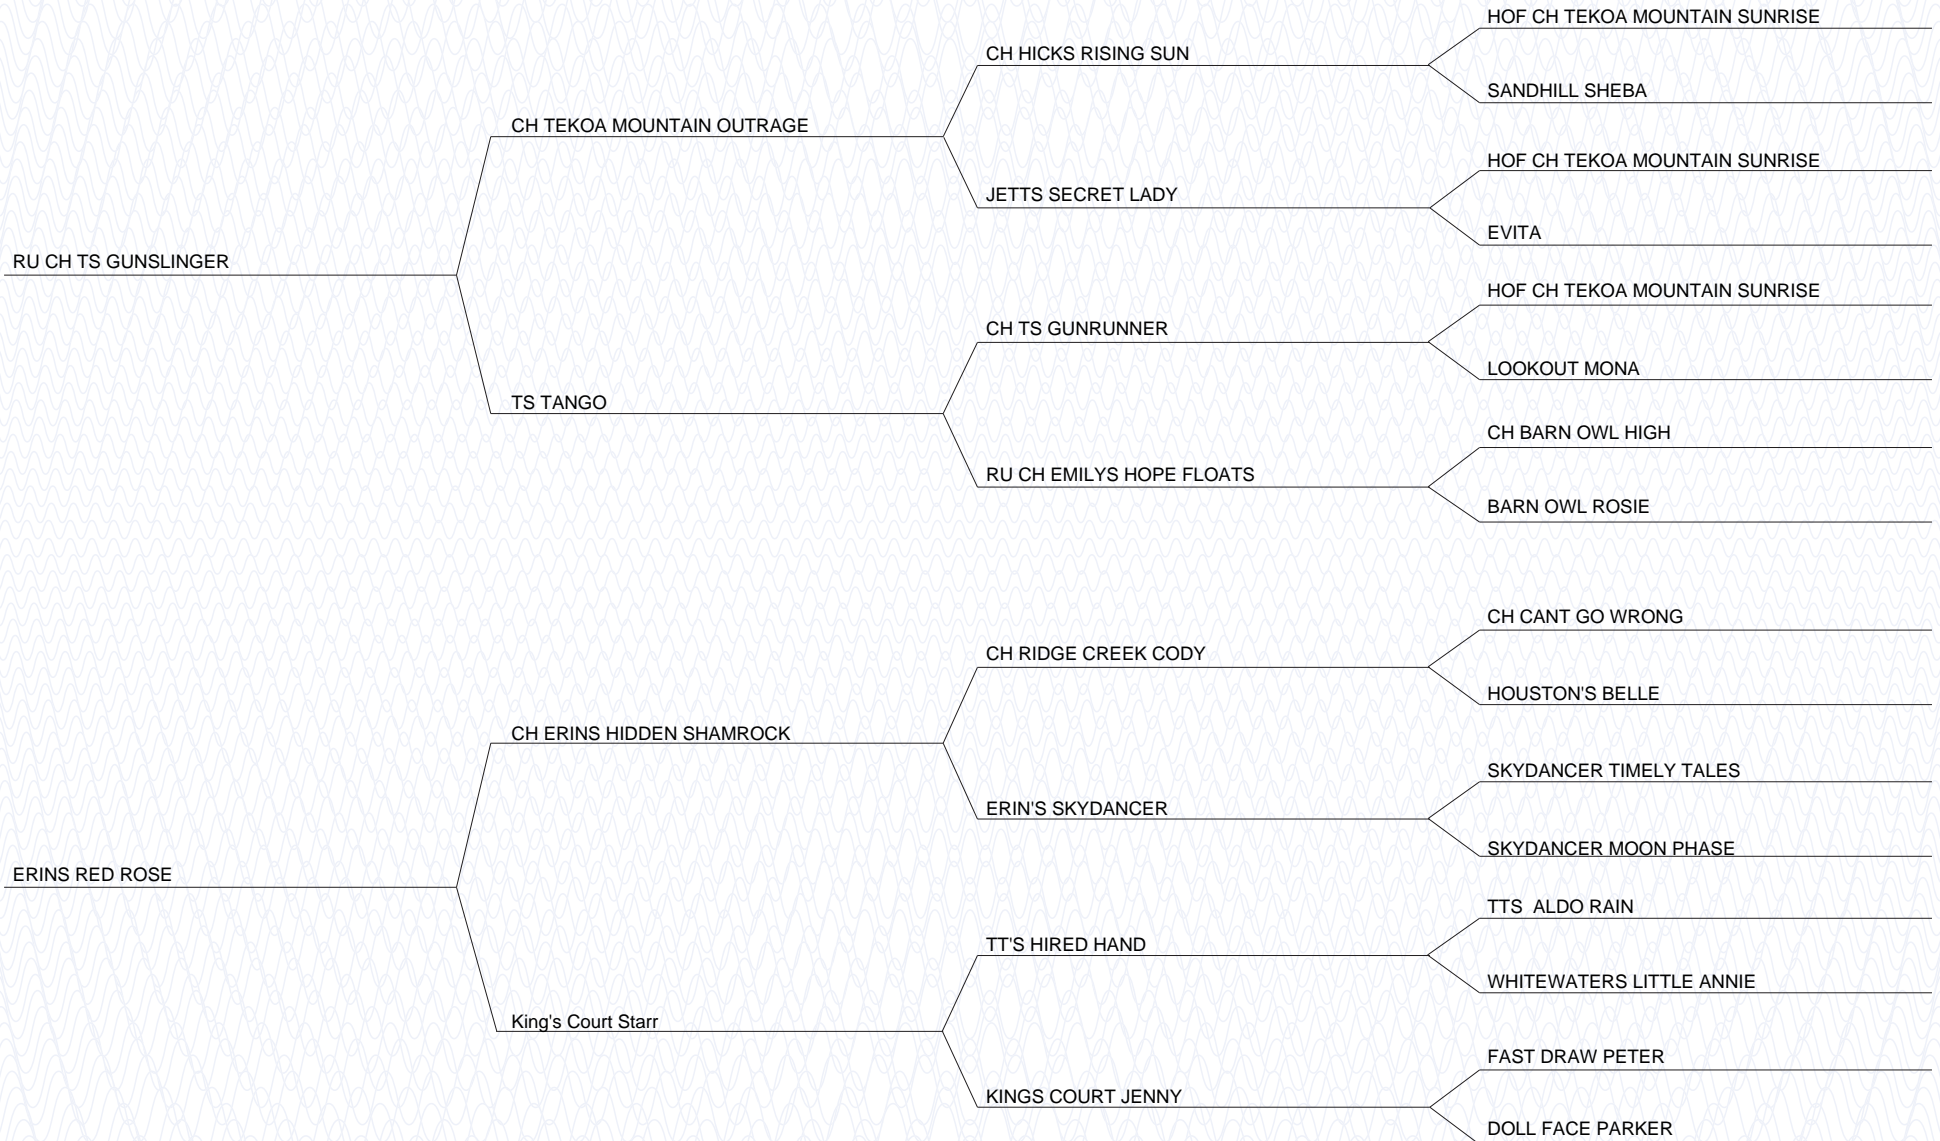 HOF CH TEKOA MOUNTAIN SUNRISE
CH HICKS RISING SUN
SANDHILL SHEBA
CH TEKOA MOUNTAIN OUTRAGE
HOF CH TEKOA MOUNTAIN SUNRISE
JETTS SECRET LADY
EVITA
RU CH TS GUNSLINGER
HOF CH TEKOA MOUNTAIN SUNRISE
CH TS GUNRUNNER
LOOKOUT MONA
TS TANGO
CH BARN OWL HIGH
RU CH EMILYS HOPE FLOATS
BARN OWL ROSIE
CH CANT GO WRONG
CH RIDGE CREEK CODY
HOUSTON'S BELLE
CH ERINS HIDDEN SHAMROCK
SKYDANCER TIMELY TALES
ERIN'S SKYDANCER
SKYDANCER MOON PHASE
ERINS RED ROSE
TTS  ALDO RAIN
TT'S HIRED HAND
WHITEWATERS LITTLE ANNIE
King's Court Starr
FAST DRAW PETER
KINGS COURT JENNY
DOLL FACE PARKER